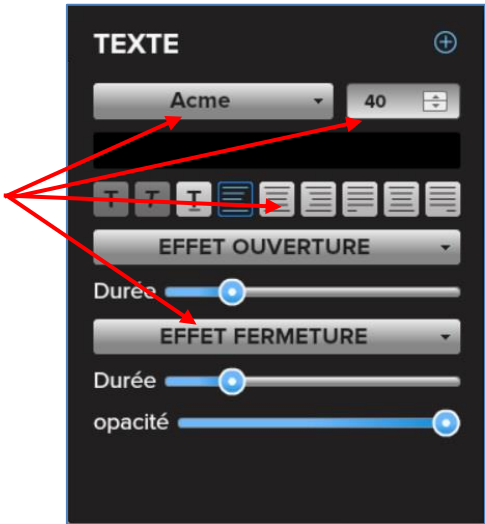 TEXTE
Acme 40
T T T
EFFET OUVERTURE
Durée
EFFET FERMETURE
Durée
opacité